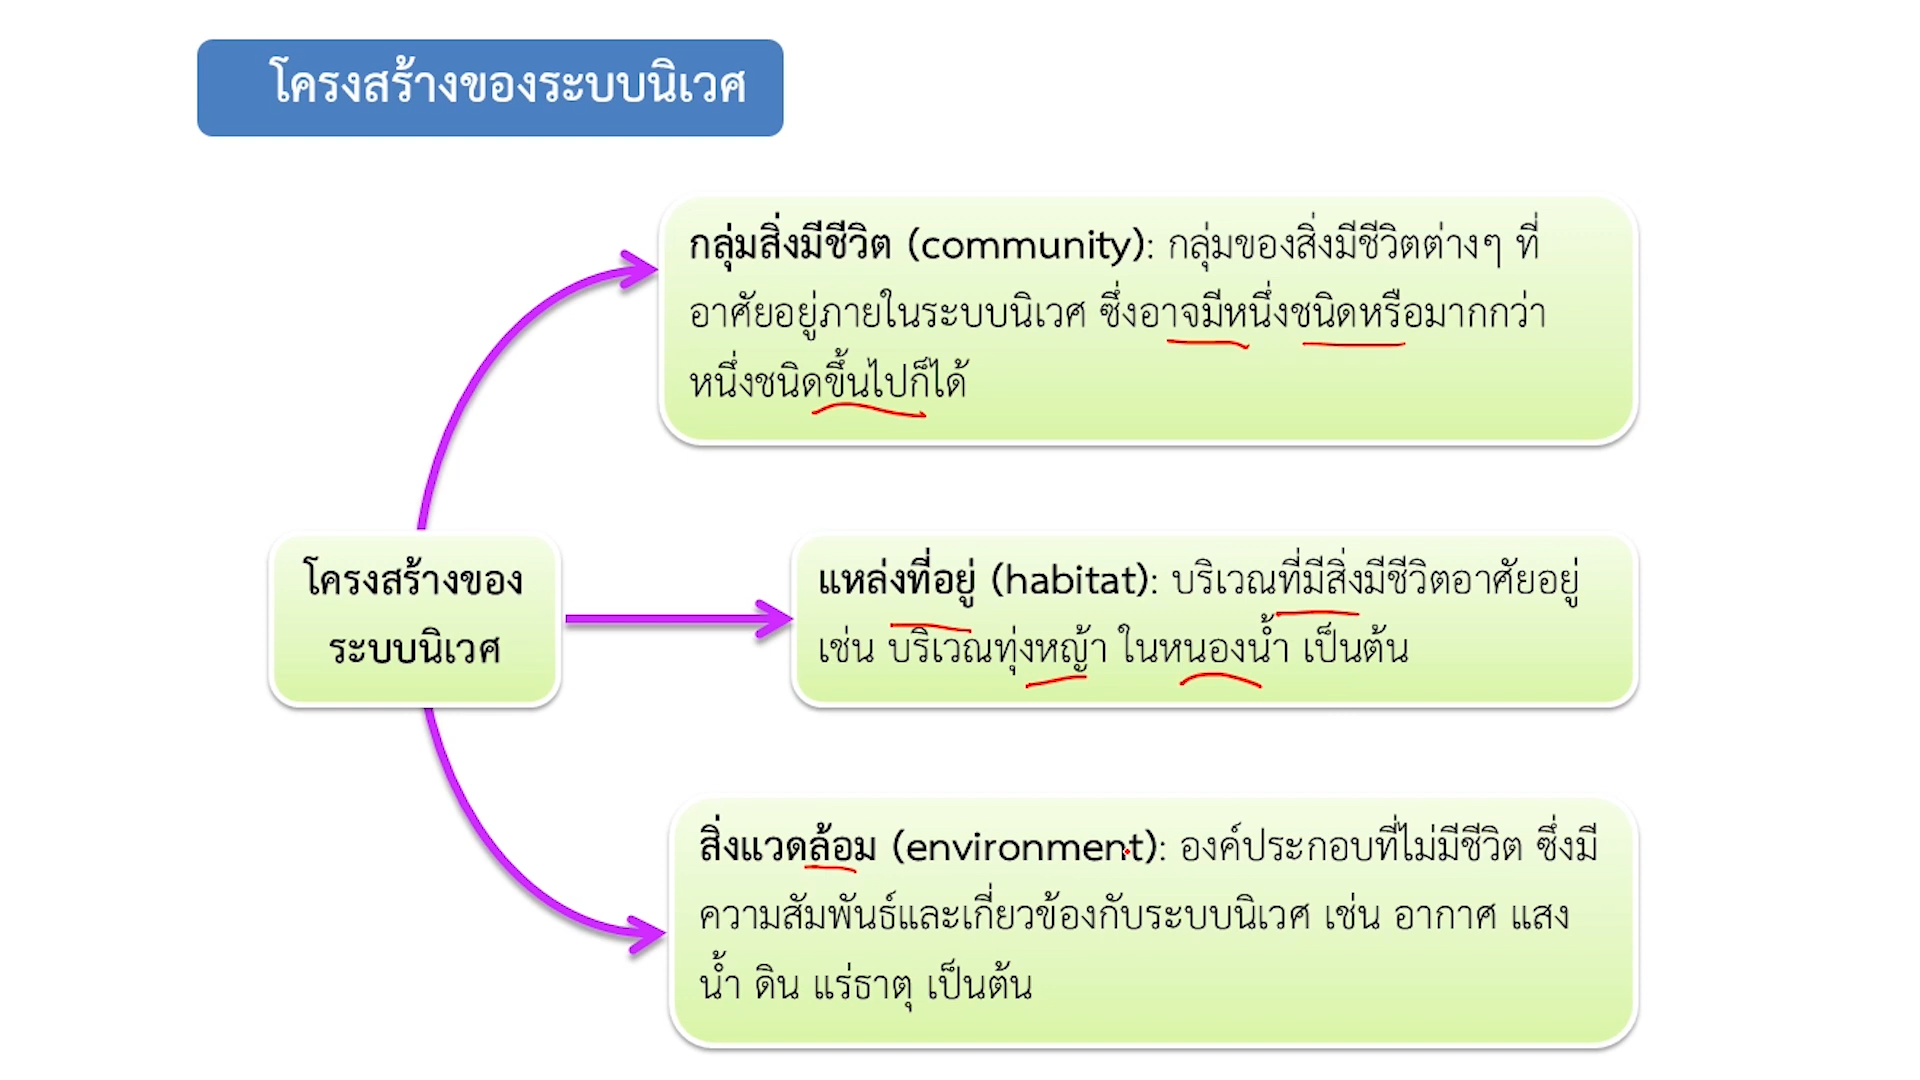 โครงสร้างของระบบนิเวศ
กลุ่มสิ่งมีชีวิต (community): กลุ่มของสิ่งมีชีวิตต่างๆ ที่
อาศัยอยู่ภายในระบบนิเวศ ซึ่งอาจมีหนึ่งชนิดหรือมากกว่า
หนึ่งชนิดขึ้นไปก็ได้
โครงสร้างของ
ระบบนิเวศ
แหล่งที่อยู่ (habitat): บริเวณที่มีสิ่งมีชีวิตอาศัยอยู่
เช่น บริเวณทุ่งหญ้า ในหนองน้ำ เป็นต้น
สิ่งแวดล้อม (environment): องค์ประกอบที่ไม่มีชีวิต ซึ่งมี
ความสัมพันธ์และเกี่ยวข้องกับระบบนิเวศ เช่น อากาศ แสง
น้ำ ดิน แร่ธาตุ เป็นต้น